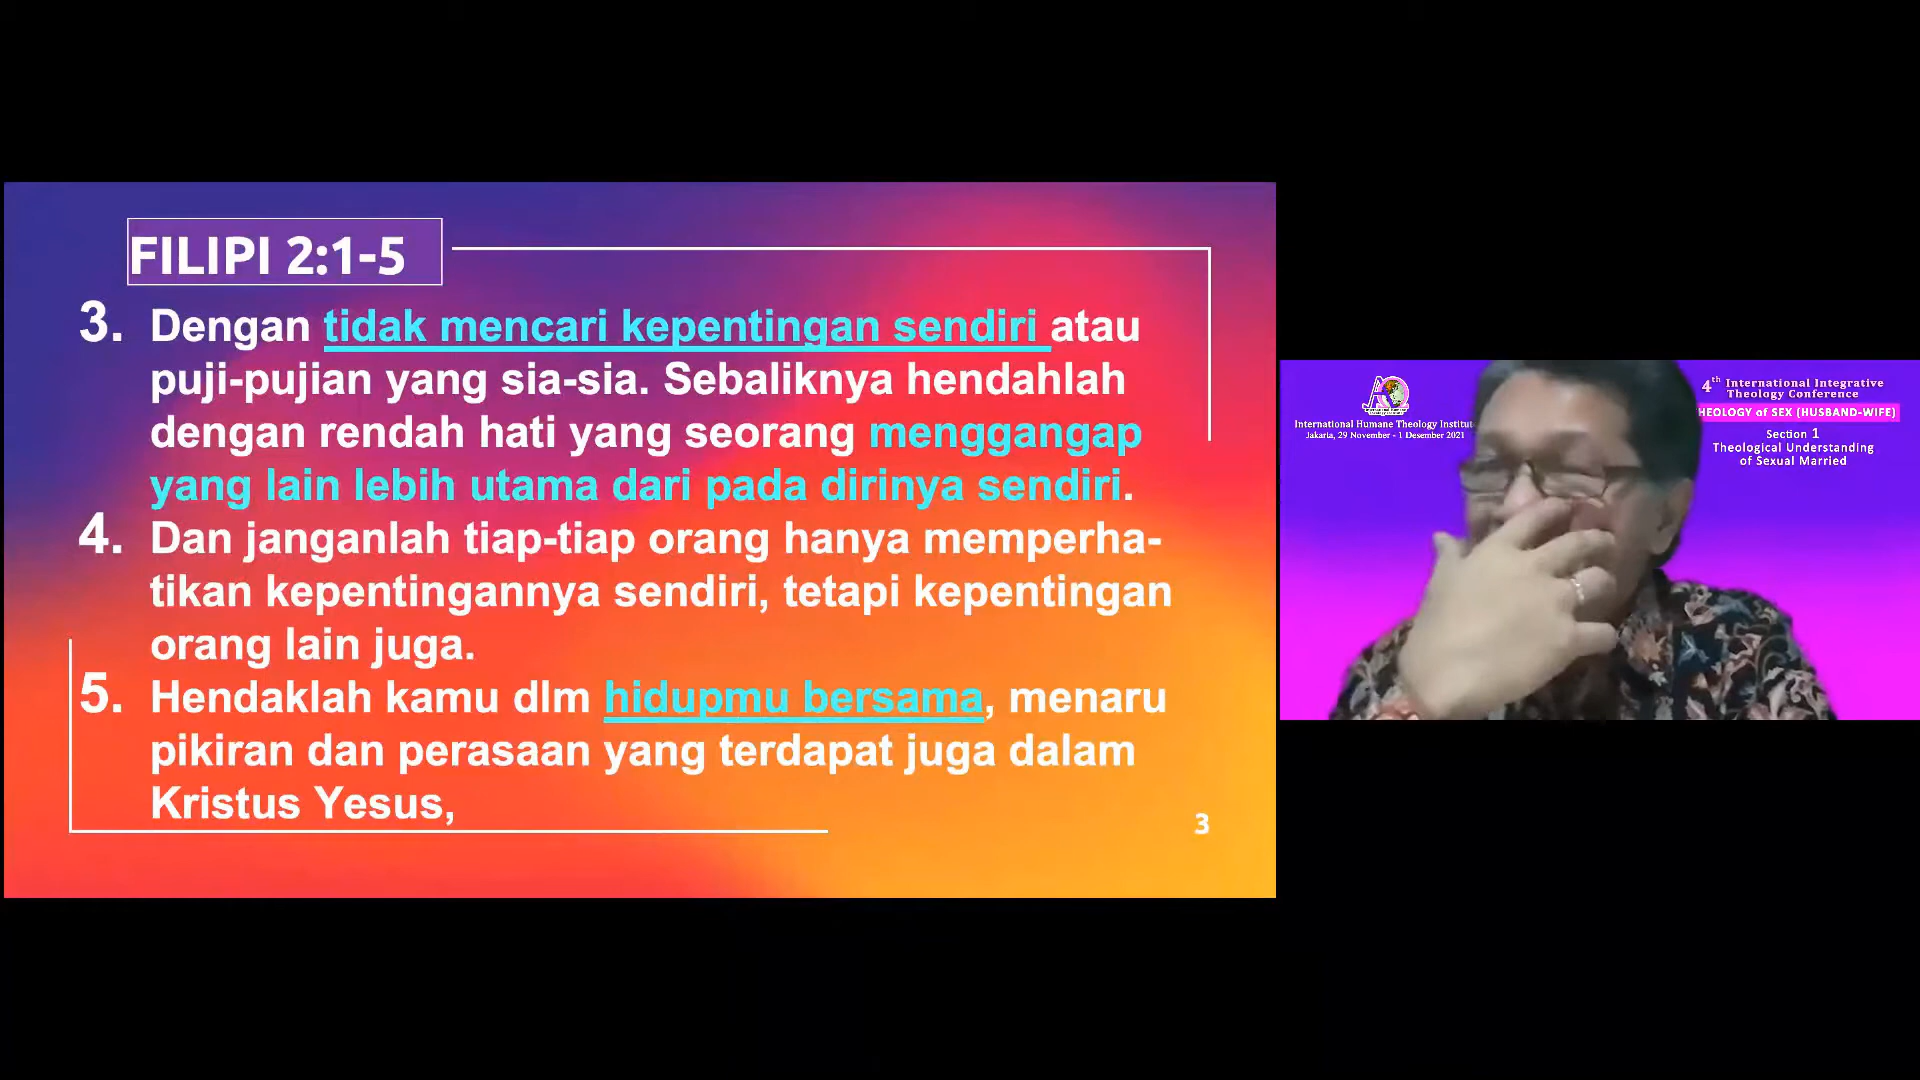 FILIPI 2:1-5
3. Dengan tidak mencari kepentingan sendiri atau
puji-pujian yang sia-sia. Sebaliknya hendahlah
dengan rendah hati yang seorang menggangap
yang lain lebih utama dari pada dirinya sendiri.
4. Dan janganlah tiap-tiap orang hanya memperha-
tikan kepentingannya sendiri, tetapi kepentingan
orang lain juga.
5. Hendaklah kamu dlm hidupmu bersama, menaru
pikiran dan perasaan yang terdapat juga dalam
Kristus Yesus,
3
International Humane Theology Institut
Jakarta, 29 November - 1 Desember 2021
4th International Integrative
Theology Conference
HEOLOGY of SEX (HUSBAND-WIFE)
Section 1
Theological Understanding
of Sexual Married